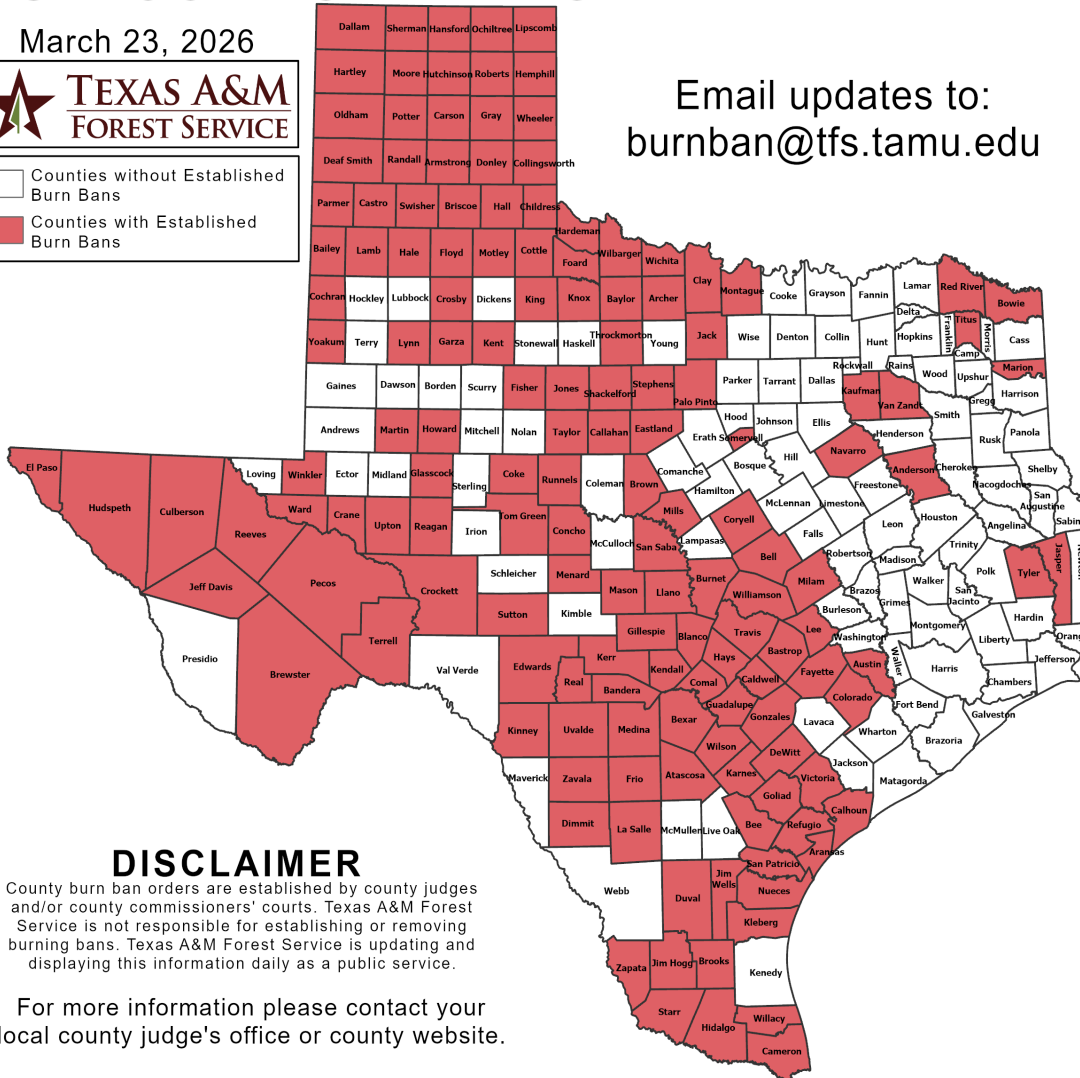 March 23, 2026
TEXAS A&M
FOREST SERVICE
Counties without Established
Burn Bans
Counties with Established
Burn Bans
Email updates to:
burnban@tfs.tamu.edu
Dallam Sherman Hansford Ochiltree Lipscomb
Hartley Moore Hutchinson Roberts Hemphill
Oldham Potter Carson Gray Wheeler
Deaf Smith Randall Armstrong Donley Collingsworth
Parmer Castro Swisher Briscoe Hall Childress
Hardeman
Bailey Lamb Hale Floyd Motley Cottle Foard Wilbarger Wichita
Clay Montague Cooke Grayson Fannin Lamar Red River Bowie
Cochran Hockley Lubbock Crosby Dickens King Knox Baylor Archer
Delta Franklin Titus Morris
Yoakum Terry Lynn Garza Kent Stonewall Haskell Throckmorton Young Jack Wise Denton Collin Hunt Hopkins Camp Cass
Rockwall Rains Wood Upshur Marion
Gaines Dawson Borden Scurry Fisher Jones Shackelford Stephens Palo Pinto Parker Tarrant Dallas Kaufman Van Zandt Smith Gregg Harrison
Andrews Martin Howard Mitchell Nolan Taylor Callahan Eastland Erath Hood Somervell Johnson Ellis Henderson Rusk Panola
El Paso Hudspeth Culberson Reeves Loving Winkler Ector Midland Glasscock Sterling Coke Runnels Coleman Brown Comanche Hamilton Bosque Hill Navarro Freestone Anderson Cherokee Nacogdoches Shelby
San
Augustine
Sabin
Ward Crane Upton Reagan Irion Tom Green Concho McCulloch San Saba Mills Lampasas Coryell McLennan Limestone Falls Leon Houston Angelina
Jeff Davis Pecos Crockett Schleicher Menard Mason Llano Burnet Bell Williamson Milam Robertson Brazos Madison Walker Trinity Polk Tyler Jasper
San
Jacinto
Presidio Brewster Terrell Val Verde Sutton Kimble Gillespie Blanco Travis Lee Burleson Grimes Montgomery Liberty Hardin Orang
Edwards Kerr Real Bandera Kendall Hays Comal Caldwell Bastrop Fayette Washington Austin Waller Harris Chambers Jefferson
Kinney Uvalde Medina Bexar Guadalupe Gonzales Lavaca Colorado Wharton Fort Bend Brazoria Galveston
Maverick Zavala Frio Atascosa Wilson Karnes DeWitt Victoria Jackson Matagorda
Dimmit La Salle McMullen Live Oak Bee Goliad Refugio Calhoun Aransas
Webb Duval
Jim
Wells
San Patricio Nueces Kleberg
Zapata Jim Hogg Brooks Kenedy
Starr Hidalgo Willacy Cameron
DISCLAIMER
County burn ban orders are established by county judges
and/or county commissioners' courts. Texas A&M Forest
Service is not responsible for establishing or removing
burning bans. Texas A&M Forest Service is updating and
displaying this information daily as a public service.
For more information please contact your
local county judge's office or county website.